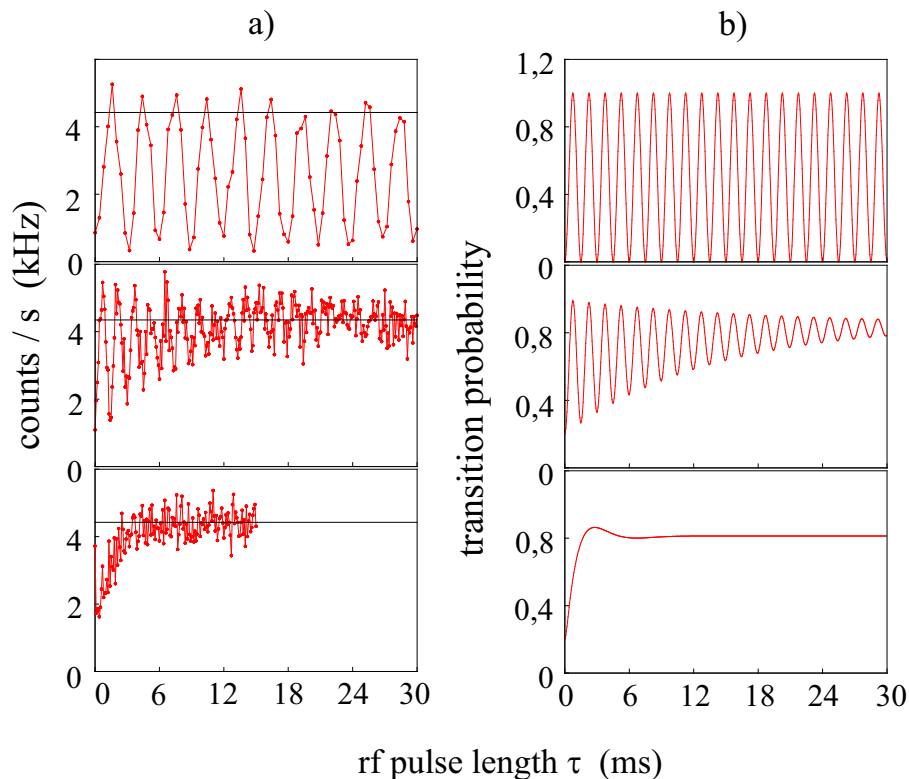 a)
b)
counts / s (kHz)
4
2
0
4
2
0
4
2
0
0 6 12 18 24 30
transition probability
1,2
0,8
0,4
0
0,8
0,4
0
0,8
0,4
0
0 6 12 18 24 30
rf pulse length τ (ms)